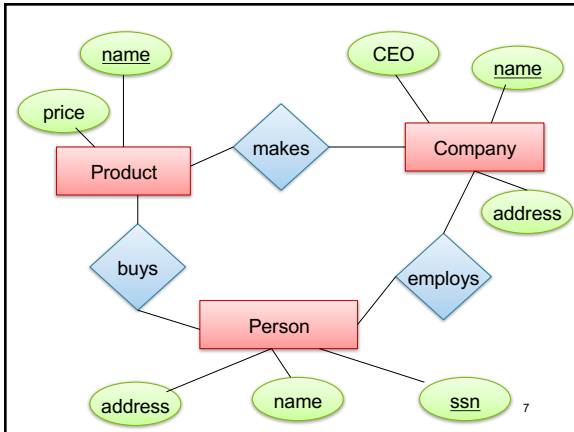 name
CEO
name
price
makes
Company
Product
address
buys
employs
Person
address
name
ssn
7